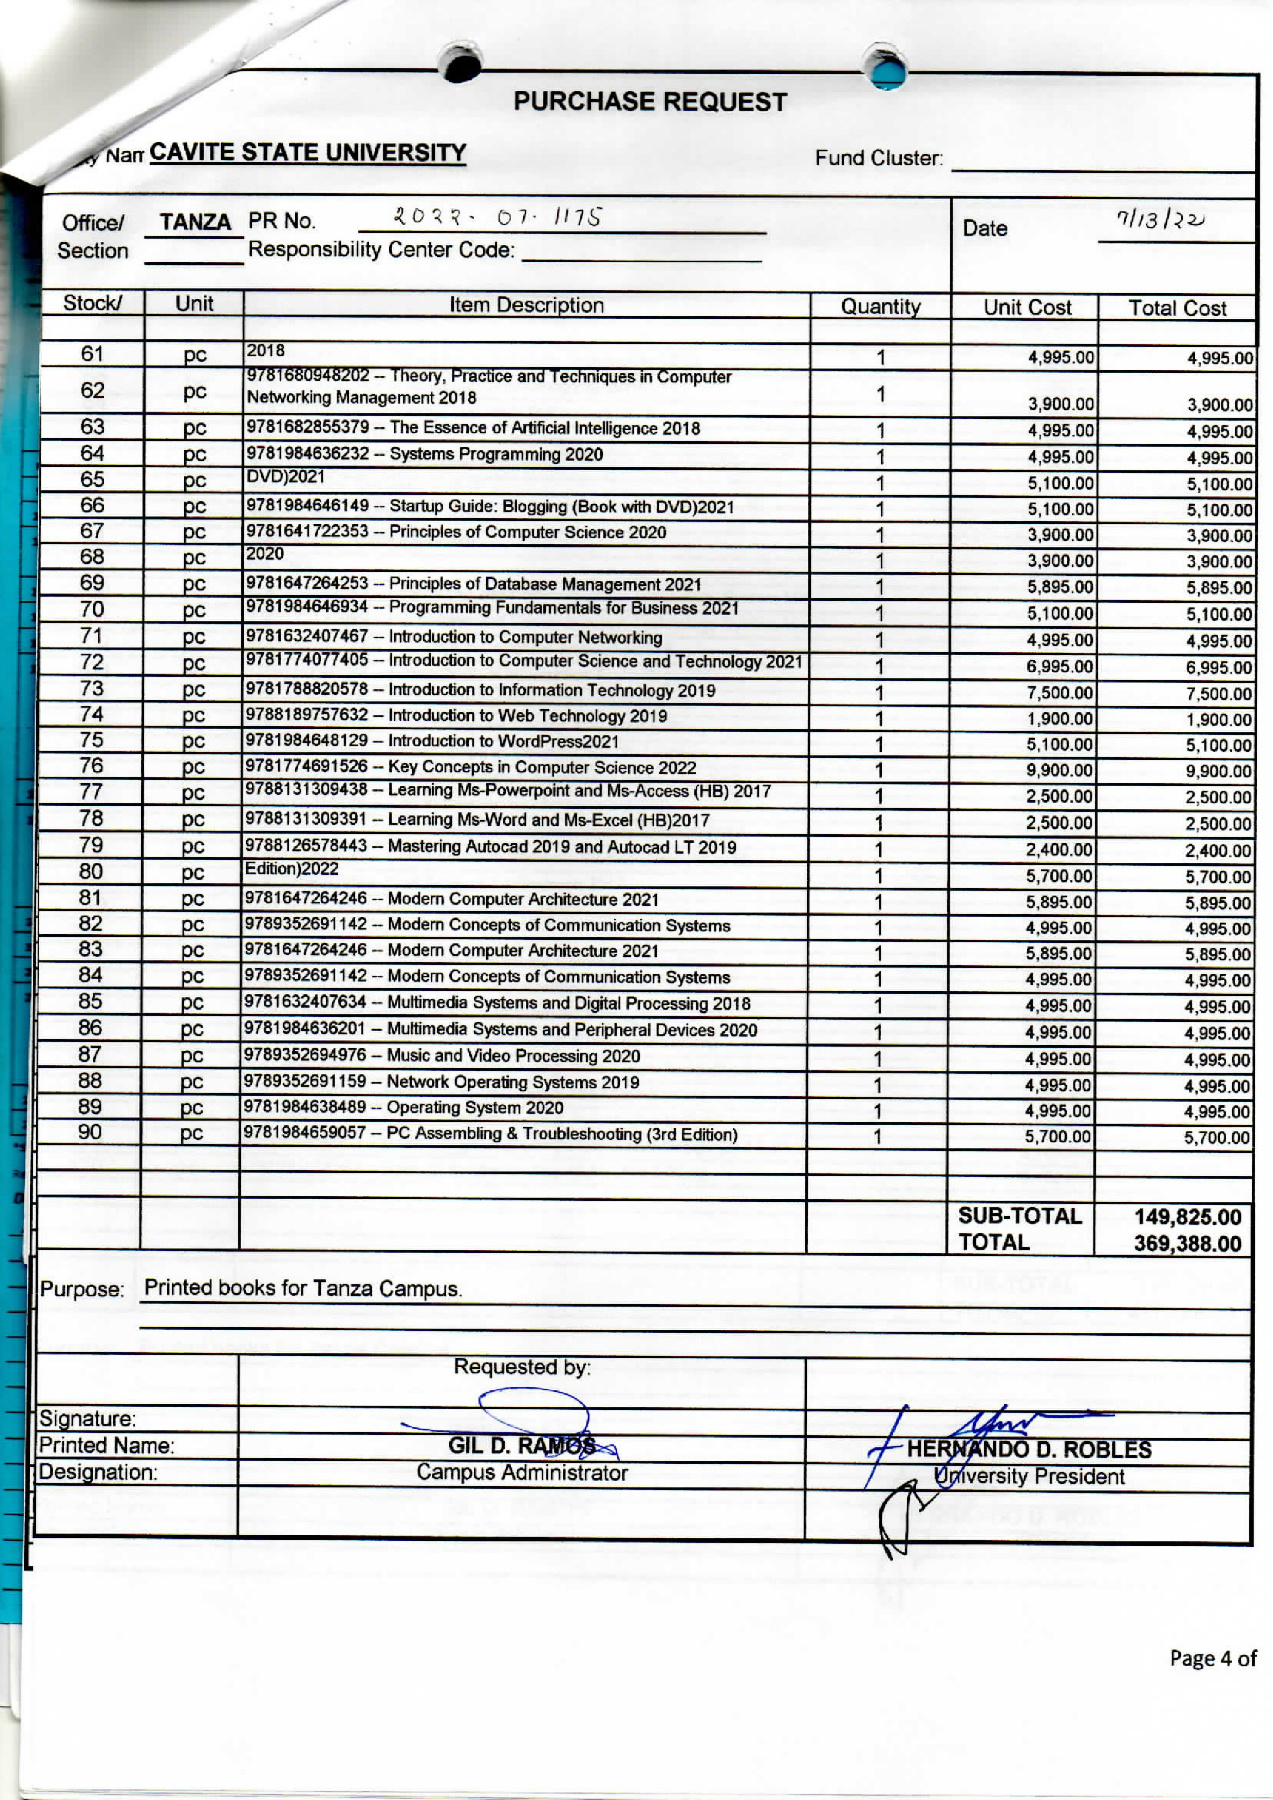 PURCHASE REQUEST
Nam CAVITE STATE UNIVERSITY Fund Cluster:
Office/ TANZA PR No. 2022- 07- 1175 Date 7/13/22
Section Responsibility Center Code:
Stock/ Unit Item Description Quantity Unit Cost Total Cost
61 pc 2018 1 4,995.00 4,995.00
62 pc 9781680948202 – Theory, Practice and Techniques in Computer
Networking Management 2018 1 3,900.00 3,900.00
63 pc 9781682855379 – The Essence of Artificial Intelligence 2018 1 4,995.00 4,995.00
64 pc 9781984636232 – Systems Programming 2020 1 4,995.00 4,995.00
65 pc DVD)2021 1 5,100.00 5,100.00
66 pc 9781984646149 – Startup Guide: Blogging (Book with DVD)2021 1 5,100.00 5,100.00
67 pc 9781641722353 – Principles of Computer Science 2020 1 3,900.00 3,900.00
68 pc 2020 1 3,900.00 3,900.00
69 pc 9781647264253 – Principles of Database Management 2021 1 5,895.00 5,895.00
70 pc 9781984646934 – Programming Fundamentals for Business 2021 1 5,100.00 5,100.00
71 pc 9781632407467 – Introduction to Computer Networking 1 4,995.00 4,995.00
72 pc 9781774077405 – Introduction to Computer Science and Technology 2021 1 6,995.00 6,995.00
73 pc 9781788820578 – Introduction to Information Technology 2019 1 7,500.00 7,500.00
74 pc 9788189757632 – Introduction to Web Technology 2019 1 1,900.00 1,900.00
75 pc 9781984648129 – Introduction to WordPress2021 1 5,100.00 5,100.00
76 pc 9781774691526 – Key Concepts in Computer Science 2022 1 9,900.00 9,900.00
77 pc 9788131309438 – Learning Ms-Powerpoint and Ms-Access (HB) 2017 1 2,500.00 2,500.00
78 pc 9788131309391 – Learning Ms-Word and Ms-Excel (HB)2017 1 2,500.00 2,500.00
79 pc 9788126578443 – Mastering Autocad 2019 and Autocad LT 2019 1 2,400.00 2,400.00
80 pc Edition)2022 1 5,700.00 5,700.00
81 pc 9781647264246 – Modern Computer Architecture 2021 1 5,895.00 5,895.00
82 pc 9789352691142 – Modern Concepts of Communication Systems 1 4,995.00 4,995.00
83 pc 9781647264246 – Modern Computer Architecture 2021 1 5,895.00 5,895.00
84 pc 9789352691142 – Modern Concepts of Communication Systems 1 4,995.00 4,995.00
85 pc 9781632407634 – Multimedia Systems and Digital Processing 2018 1 4,995.00 4,995.00
86 pc 9781984636201 – Multimedia Systems and Peripheral Devices 2020 1 4,995.00 4,995.00
87 pc 9789352694976 – Music and Video Processing 2020 1 4,995.00 4,995.00
88 pc 9789352691159 – Network Operating Systems 2019 1 4,995.00 4,995.00
89 pc 9781984638489 – Operating System 2020 1 4,995.00 4,995.00
90 pc 9781984659057 – PC Assembling & Troubleshooting (3rd Edition) 1 5,700.00 5,700.00
SUB-TOTAL 149,825.00
TOTAL 369,388.00
Purpose: Printed books for Tanza Campus.
Requested by:
Signature:
Printed Name: GIL D. RAMOS HERNANDO D. ROBLES
Designation: Campus Administrator University President
Page 4 of